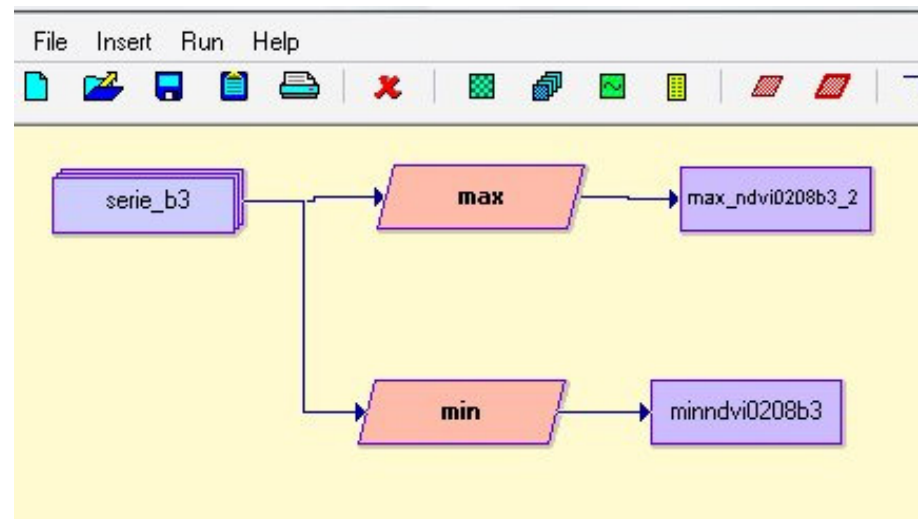 File Insert Run Help
serie_b3
max
max_ndvi0208b3_2
min
minndvi0208b3